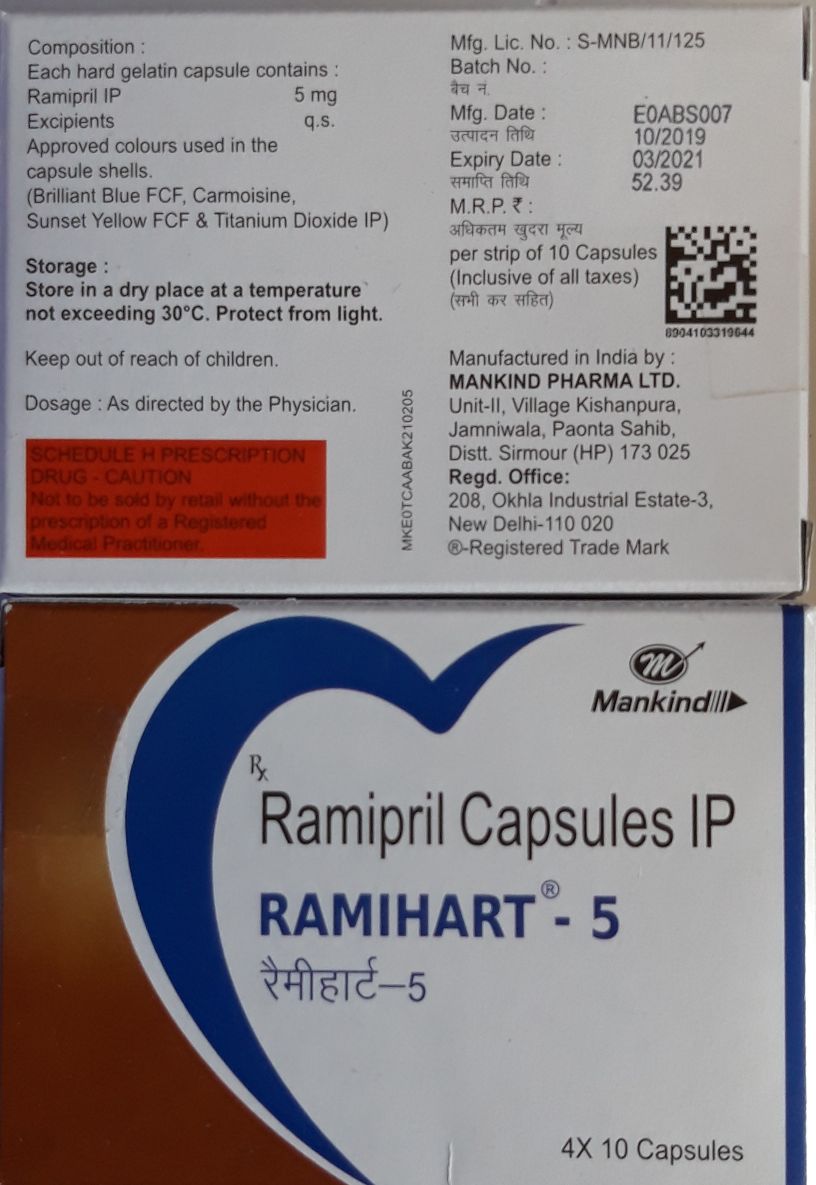 Composition :
Each hard gelatin capsule contains :
Ramipril IP 5 mg
Excipients q.s.
Approved colours used in the
capsule shells.
(Brilliant Blue FCF, Carmoisine,
Sunset Yellow FCF & Titanium Dioxide IP)
Storage :
Store in a dry place at a temperature
not exceeding 30°C. Protect from light.
Keep out of reach of children.
Dosage : As directed by the Physician.
SCHEDULE H PRESCRIPTION
DRUG - CAUTION
Not to be sold by retail without the
prescription of a Registered
Medical Practitioner.
MKE0TCAABAK210205
Mfg. Lic. No. : S-MNB/11/125
Batch No. :
बैच नं.
Mfg. Date : E0ABS007
उत्पादन तिथि 10/2019
Expiry Date : 03/2021
समाप्ति तिथि 52.39
M.R.P. ₹ :
अधिकतम खुदरा मूल्य
per strip of 10 Capsules
(Inclusive of all taxes)
(सभी कर सहित)
8904103319644
Manufactured in India by :
MANKIND PHARMA LTD.
Unit-II, Village Kishanpura,
Jamniwala, Paonta Sahib,
Distt. Sirmour (HP) 173 025
Regd. Office:
208, Okhla Industrial Estate-3,
New Delhi-110 020
®-Registered Trade Mark
m
Mankind
Rx
Ramipril Capsules IP
RAMIHART® - 5
रैमीहार्ट–5
4X 10 Capsules